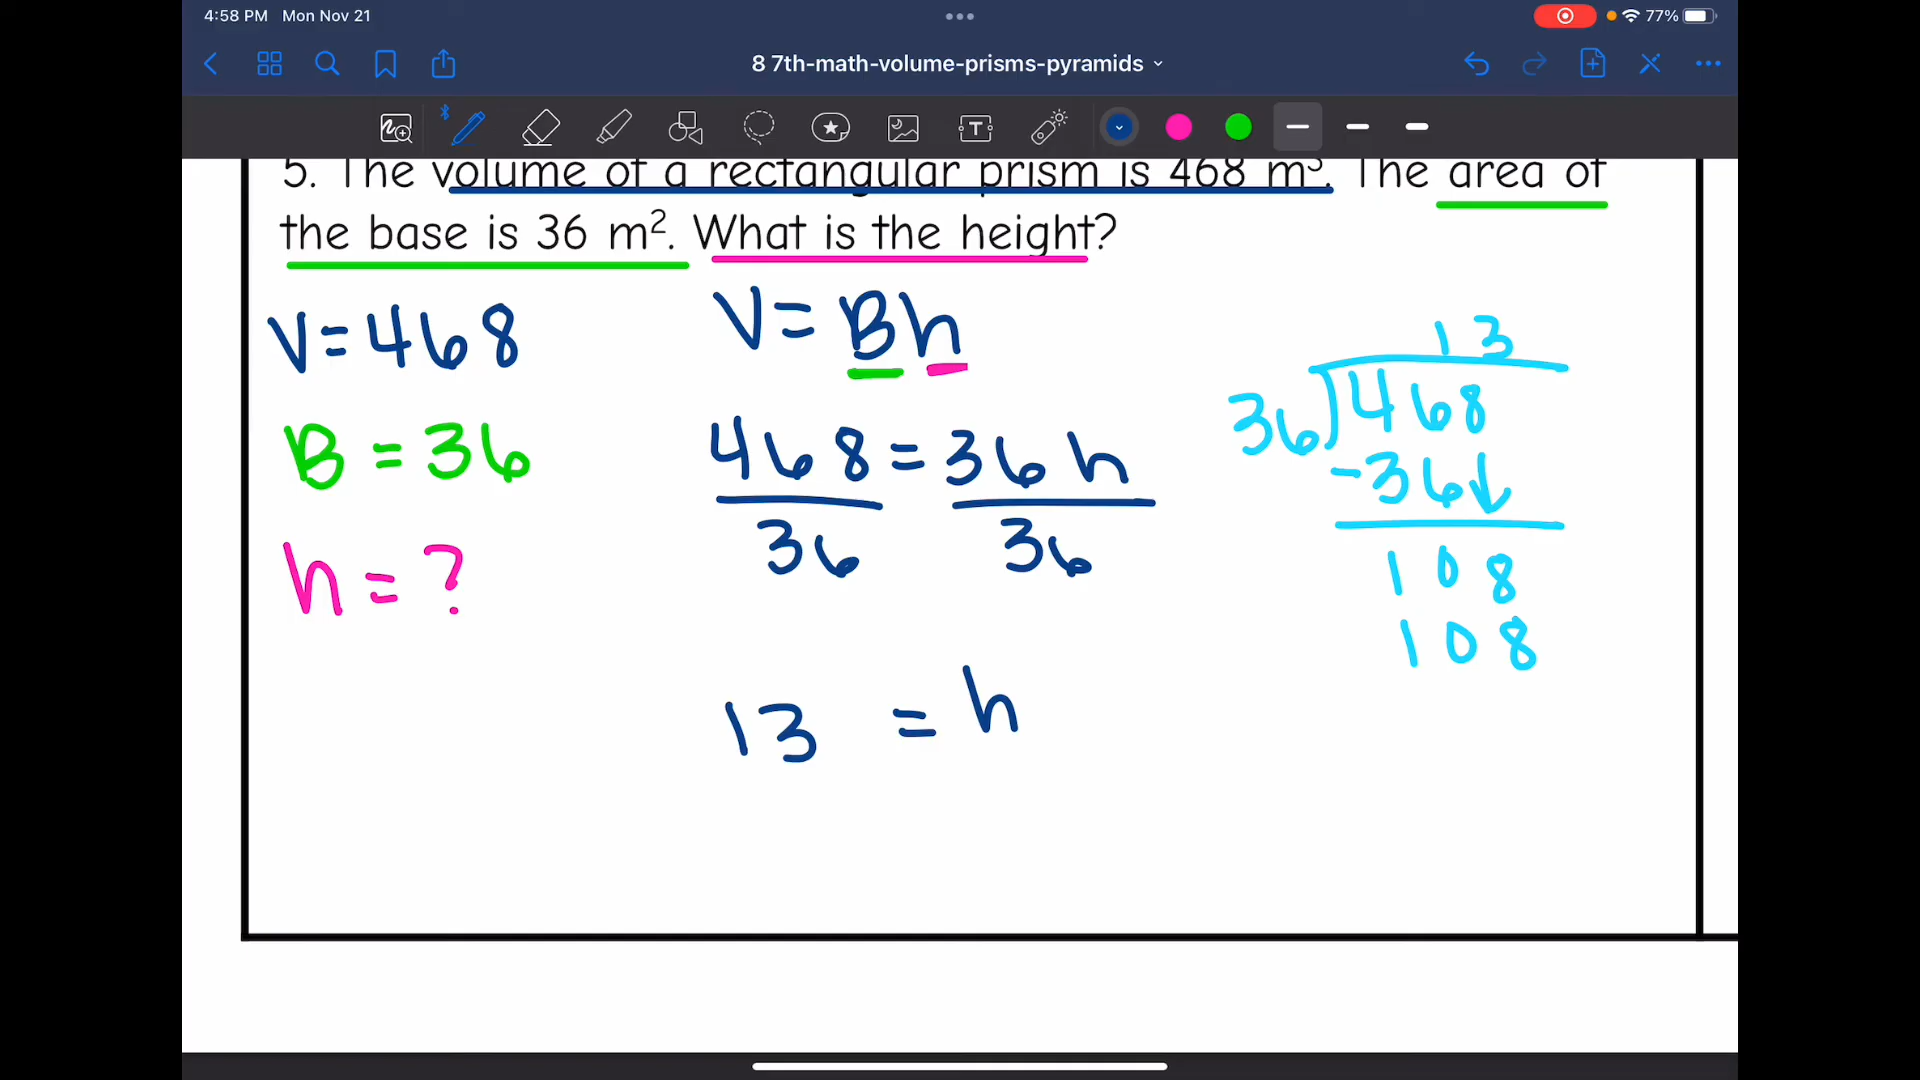 4:58 PM Mon Nov 21
77%
8 7th-math-volume-prisms-pyramids
5. The volume of a rectangular prism is 468 m³. The area of
the base is 36 m². What is the height?
V=468
B = 36
h = ?
V = Bh
468 = 36 h
36 36
13 = h
13
36)468
-36↓
108
108